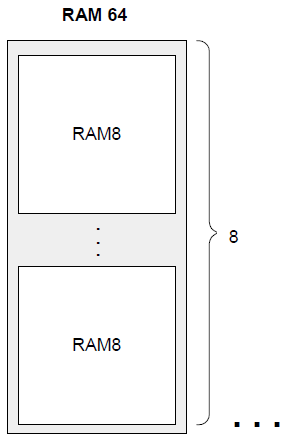 RAM 64
RAM8
.
.
.
8
RAM8
. . .